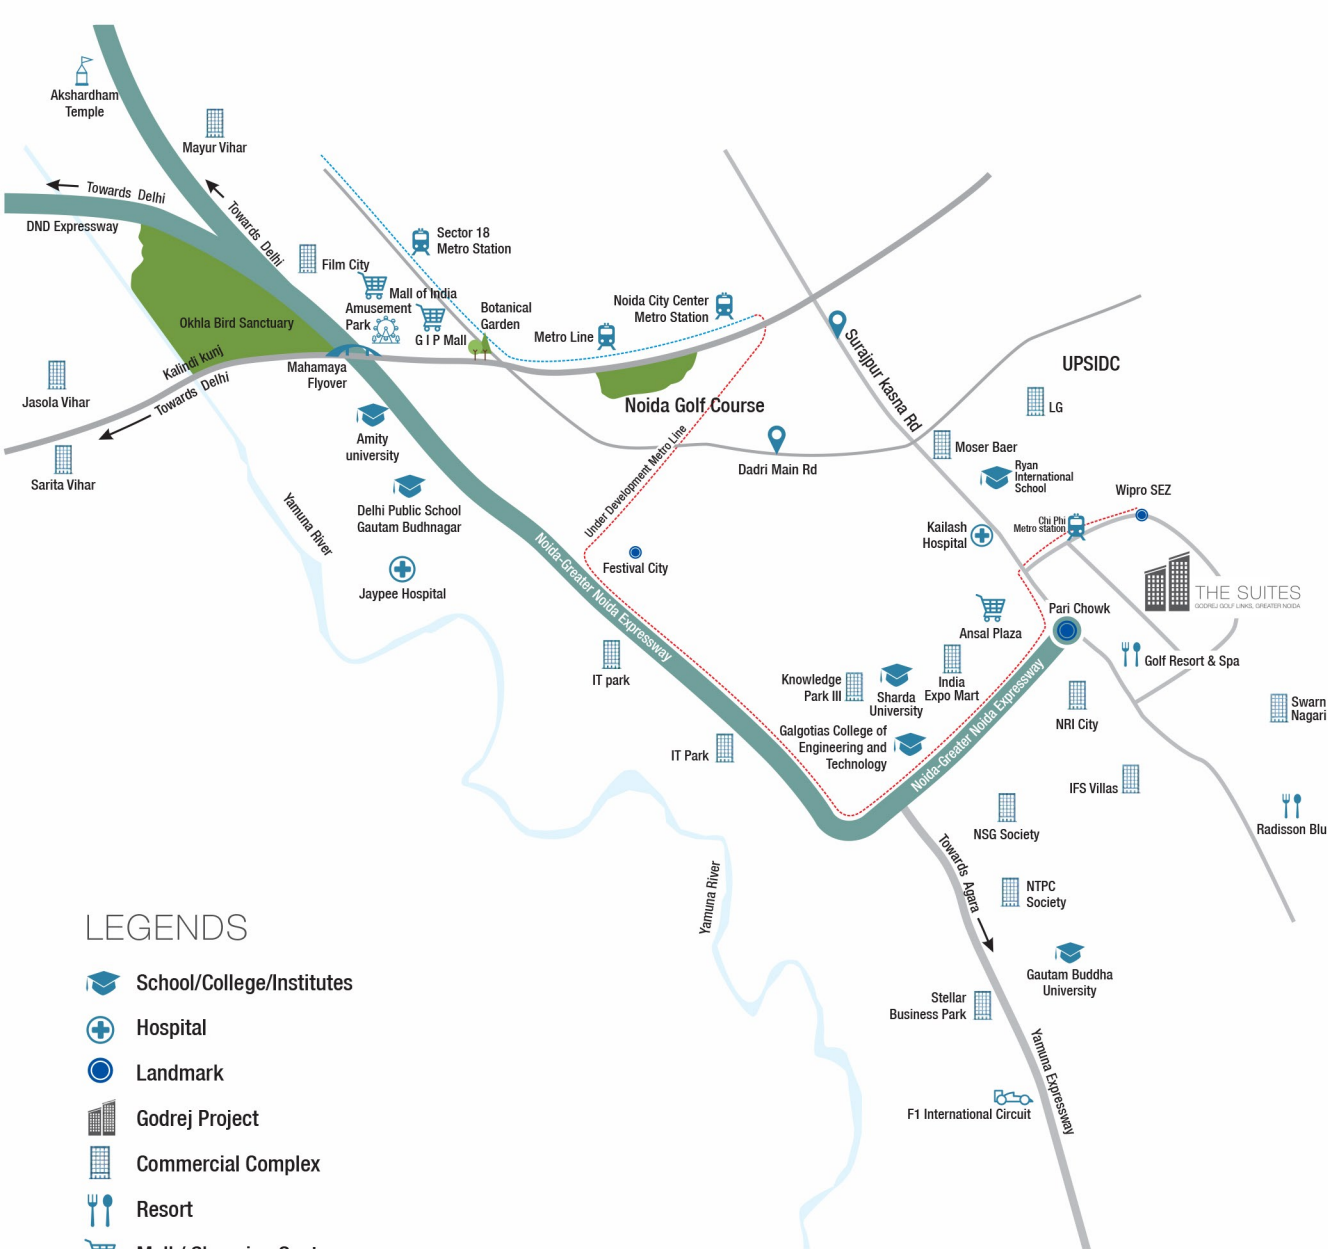 Akshardham
Temple
Mayur Vihar
Towards Delhi
DND Expressway
Towards Delhi
Sector 18
Metro Station
Film City
Mall of India
Amusement
Park
G I P Mall
Botanical
Garden
Metro Line
Noida City Center
Metro Station
Okhla Bird Sanctuary
Kalindi kunj
Towards Delhi
Mahamaya
Flyover
Jasola Vihar
Sarita Vihar
Surajpur kasna Rd
UPSIDC
LG
Noida Golf Course
Moser Baer
Dadri Main Rd
Ryan
International
School
Amity
university
Under Development Metro Line
Delhi Public School
Gautam Budhnagar
Yamuna River
Wipro SEZ
Chi Phi
Metro station
Kailash
Hospital
Festival City
Jaypee Hospital
Noida-Greater Noida Expressway
THE SUITES
GODREJ GOLF LINKS, GREATER NOIDA
Pari Chowk
Ansal Plaza
Golf Resort & Spa
IT park
Knowledge
Park III
Sharda
University
India
Expo Mart
NRI City
Swarn
Nagari
Galgotias College of
Engineering and
Technology
Noida-Greater Noida Expressway
IT Park
IFS Villas
NSG Society
Radisson Blu
Towards Agara
NTPC
Society
Yamuna River
Gautam Buddha
University
Stellar
Business Park
Yamuna Expressway
F1 International Circuit
LEGENDS
School/College/Institutes
Hospital
Landmark
Godrej Project
Commercial Complex
Resort